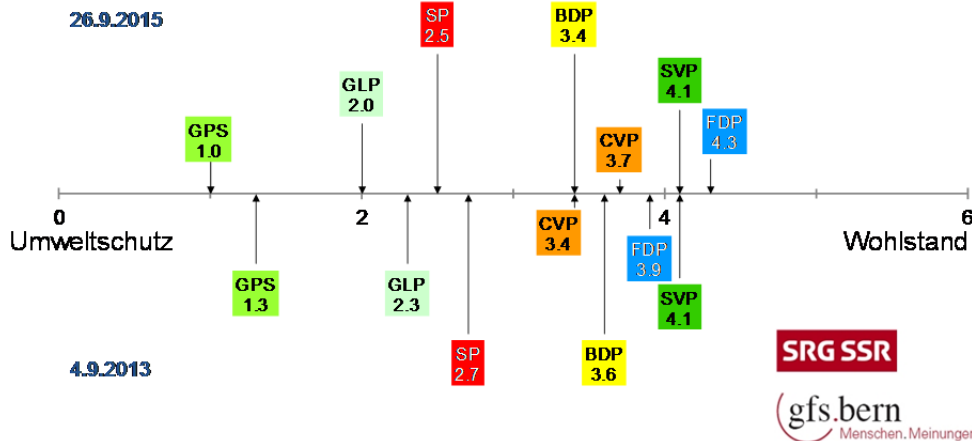 26.9.2015
SP
2.5
BDP
3.4
GLP
2.0
SVP
4.1
GPS
1.0
CVP
3.7
FDP
4.3
0
2
4
6
Umweltschutz
Wohlstand
CVP
3.4
FDP
3.9
GPS
1.3
GLP
2.3
SVP
4.1
SP
2.7
BDP
3.6
4.9.2013
SRG SSR
gfs.bern
Menschen. Meinungen